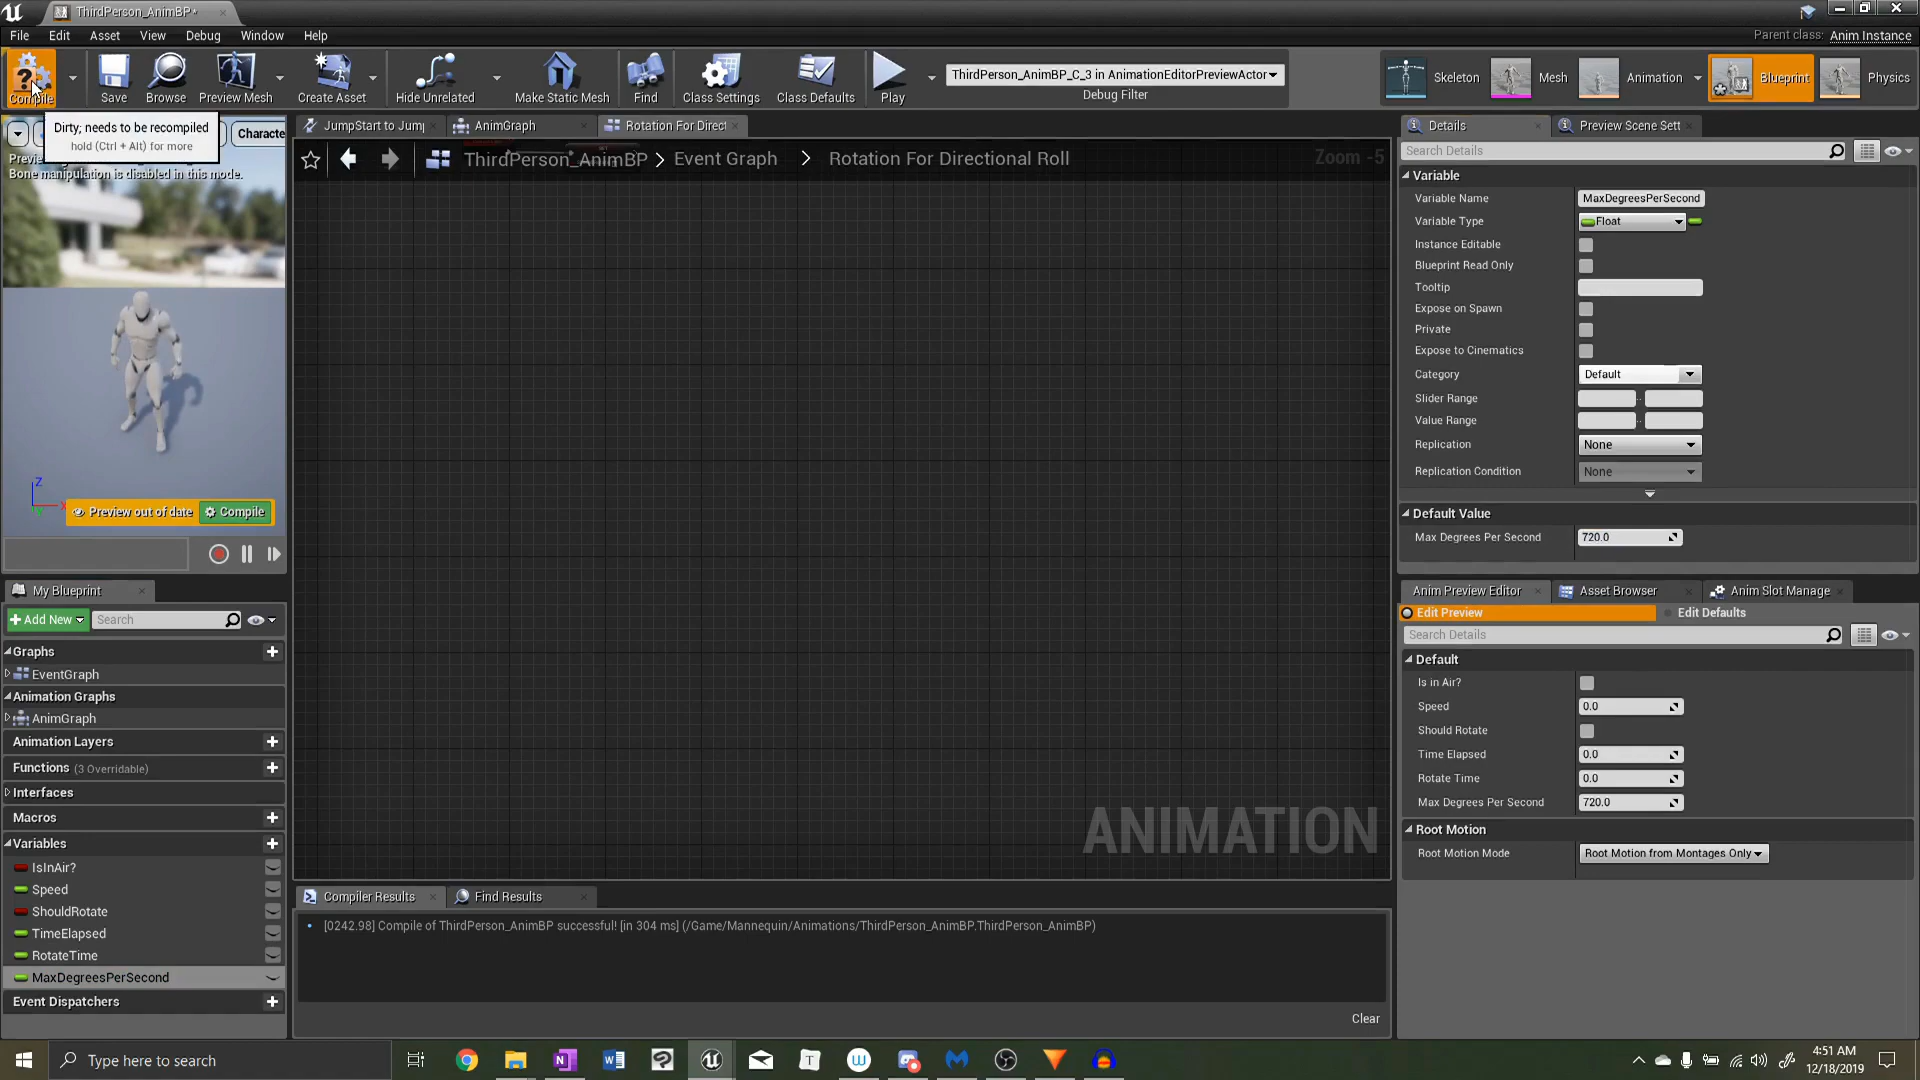 ThirdPerson_AnimBP*
File Edit Asset View Debug Window Help
Parent class: Anim Instance
Compile
Save
Browse
Preview Mesh
Create Asset
Hide Unrelated
Make Static Mesh
Find
Class Settings
Class Defaults
Play
ThirdPerson_AnimBP_C_3 in AnimationEditorPreviewActor
Debug Filter
Skeleton
Mesh
Animation
Blueprint
Physics
Dirty; needs to be recompiled
hold (Ctrl + Alt) for more
Characte
Previe
Bone manipulation is disabled in this mode.
Z
X
Preview out of date
Compile
JumpStart to Jump
AnimGraph
Rotation For Direct
ThirdPerson_AnimBP > Event Graph > Rotation For Directional Roll
Zoom -5
ANIMATION
My Blueprint
Add New
Search
Graphs
EventGraph
Animation Graphs
AnimGraph
Animation Layers
Functions (3 Overridable)
Interfaces
Macros
Variables
IsInAir?
Speed
ShouldRotate
TimeElapsed
RotateTime
MaxDegreesPerSecond
Event Dispatchers
Compiler Results
Find Results
[0242.98] Compile of ThirdPerson_AnimBP successful! [in 304 ms] (/Game/Mannequin/Animations/ThirdPerson_AnimBP.ThirdPerson_AnimBP)
Clear
Details
Preview Scene Sett
Search Details
Variable
Variable Name MaxDegreesPerSecond
Variable Type Float
Instance Editable
Blueprint Read Only
Tooltip
Expose on Spawn
Private
Expose to Cinematics
Category Default
Slider Range
Value Range
Replication None
Replication Condition None
Default Value
Max Degrees Per Second 720.0
Anim Preview Editor
Asset Browser
Anim Slot Manage
Edit Preview
Edit Defaults
Search Details
Default
Is in Air?
Speed 0.0
Should Rotate
Time Elapsed 0.0
Rotate Time 0.0
Max Degrees Per Second 720.0
Root Motion
Root Motion Mode Root Motion from Montages Only
Type here to search
4:51 AM
12/18/2019